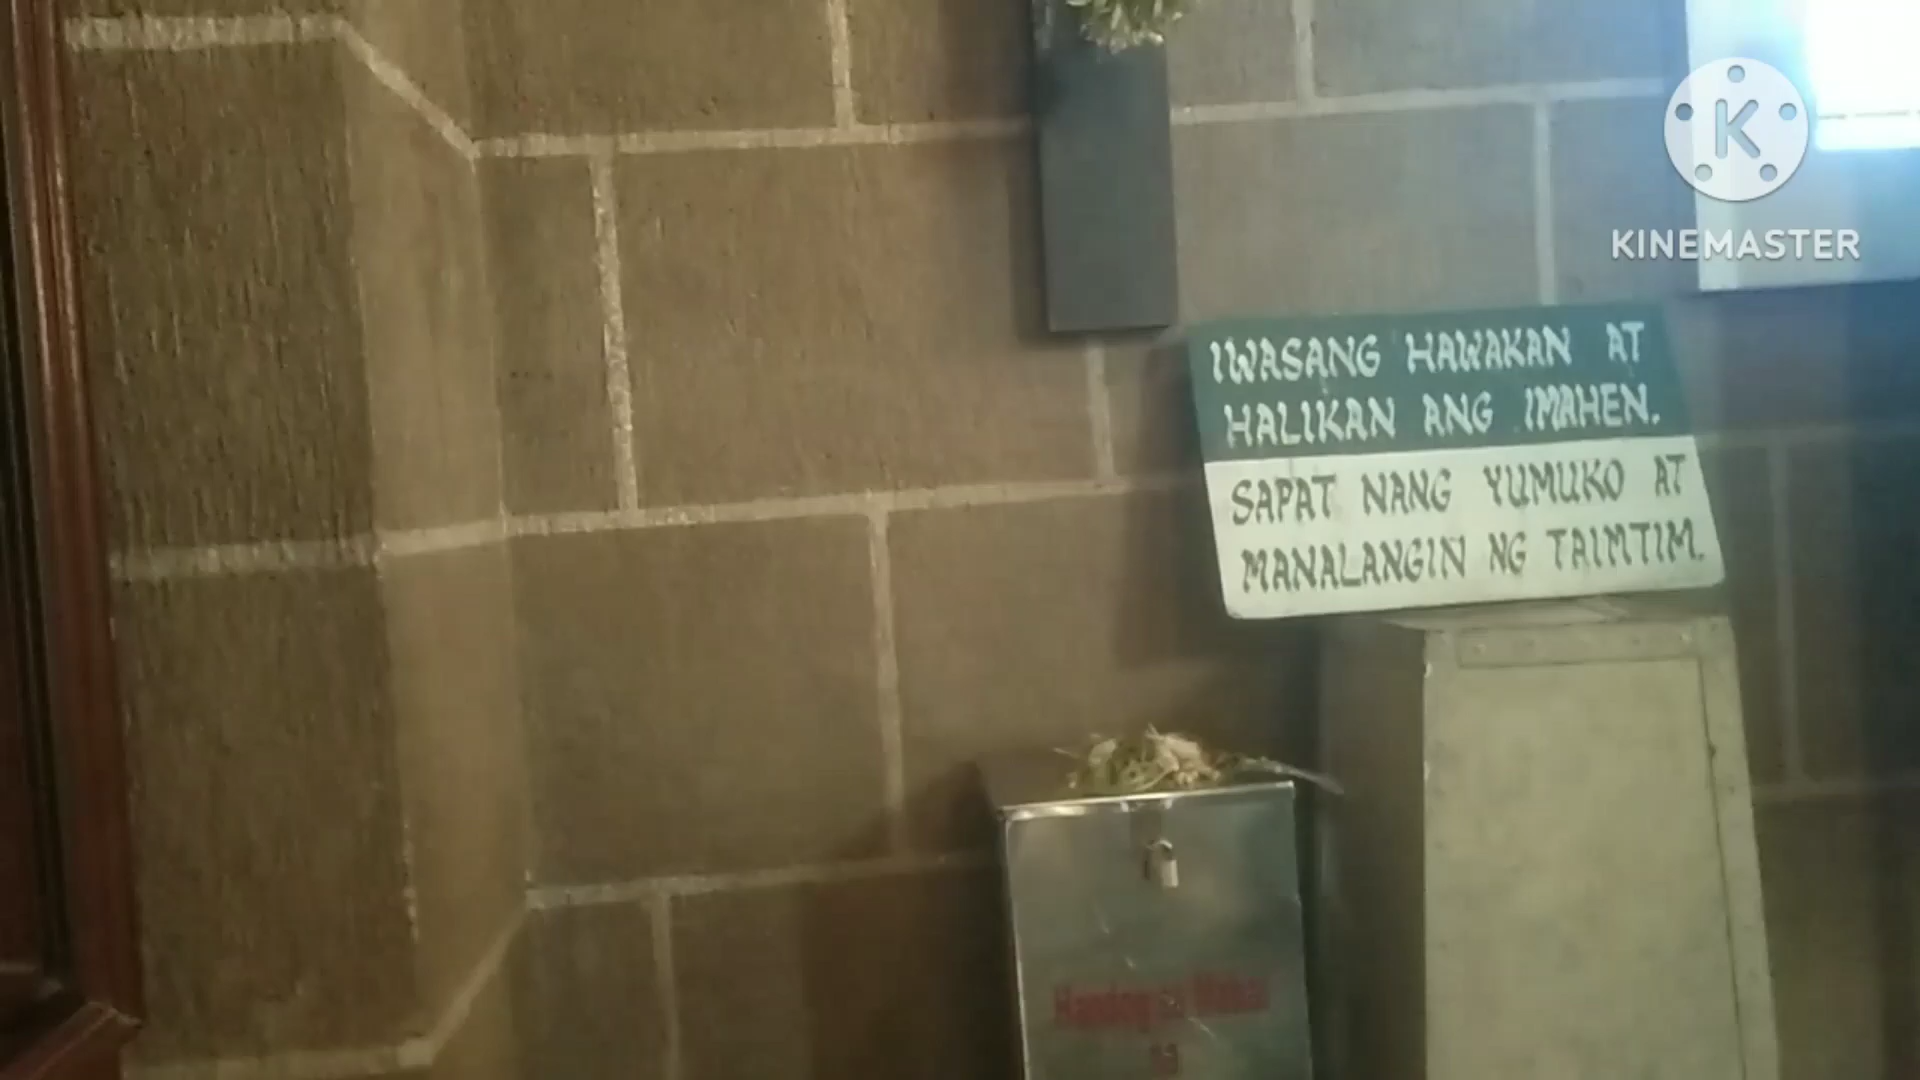 K
KINEMASTER
IWASANG HAWAKAN AT
HALIKAN ANG IMAHEN.
SAPAT NANG YUMUKO AT
MANALANGIN NG TAIMTIM.